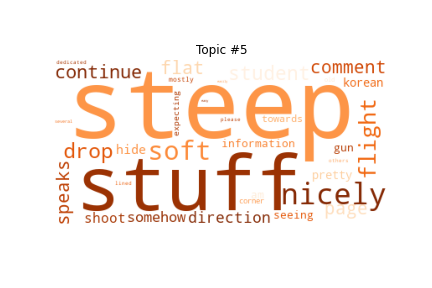 Topic #5
dedicated
continue
flat
mostly
student
comment
korean
steep
expecting
please
towards
several
drop
hide
soft
information
gun
flight
others
stuff
speaks
lined
pretty
nicely
corner
page
shoot
somehow
direction
seeing